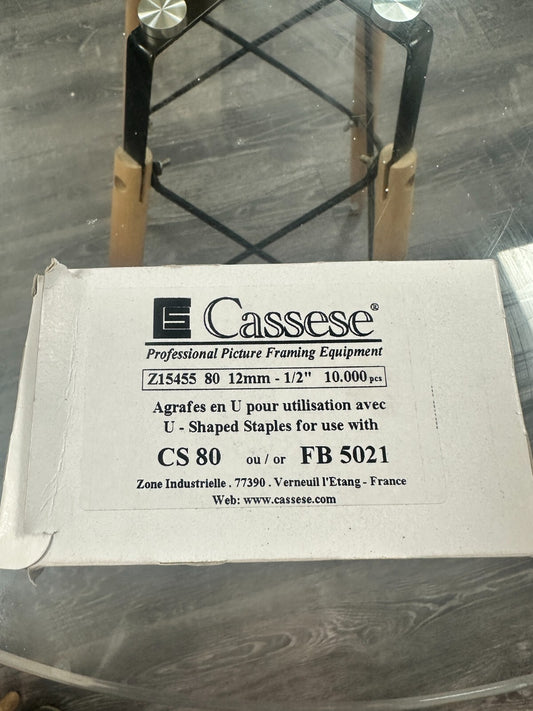 CS Cassese®
Professional Picture Framing Equipment
Z15455 80 12mm - 1/2" 10.000 pcs
Agrafes en U pour utilisation avec
U - Shaped Staples for use with
CS 80 ou / or FB 5021
Zone Industrielle . 77390 . Verneuil l'Etang - France
Web: www.cassese.com